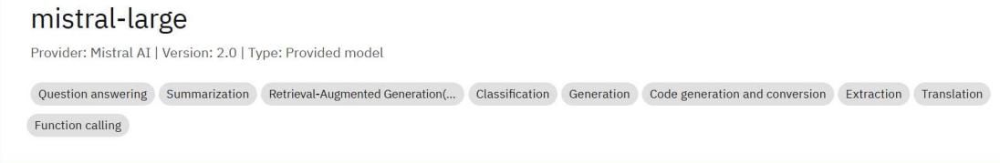 mistral-large
Provider: Mistral AI | Version: 2.0 | Type: Provided model
Question answering Summarization Retrieval-Augmented Generation(... Classification Generation Code generation and conversion Extraction Translation
Function calling